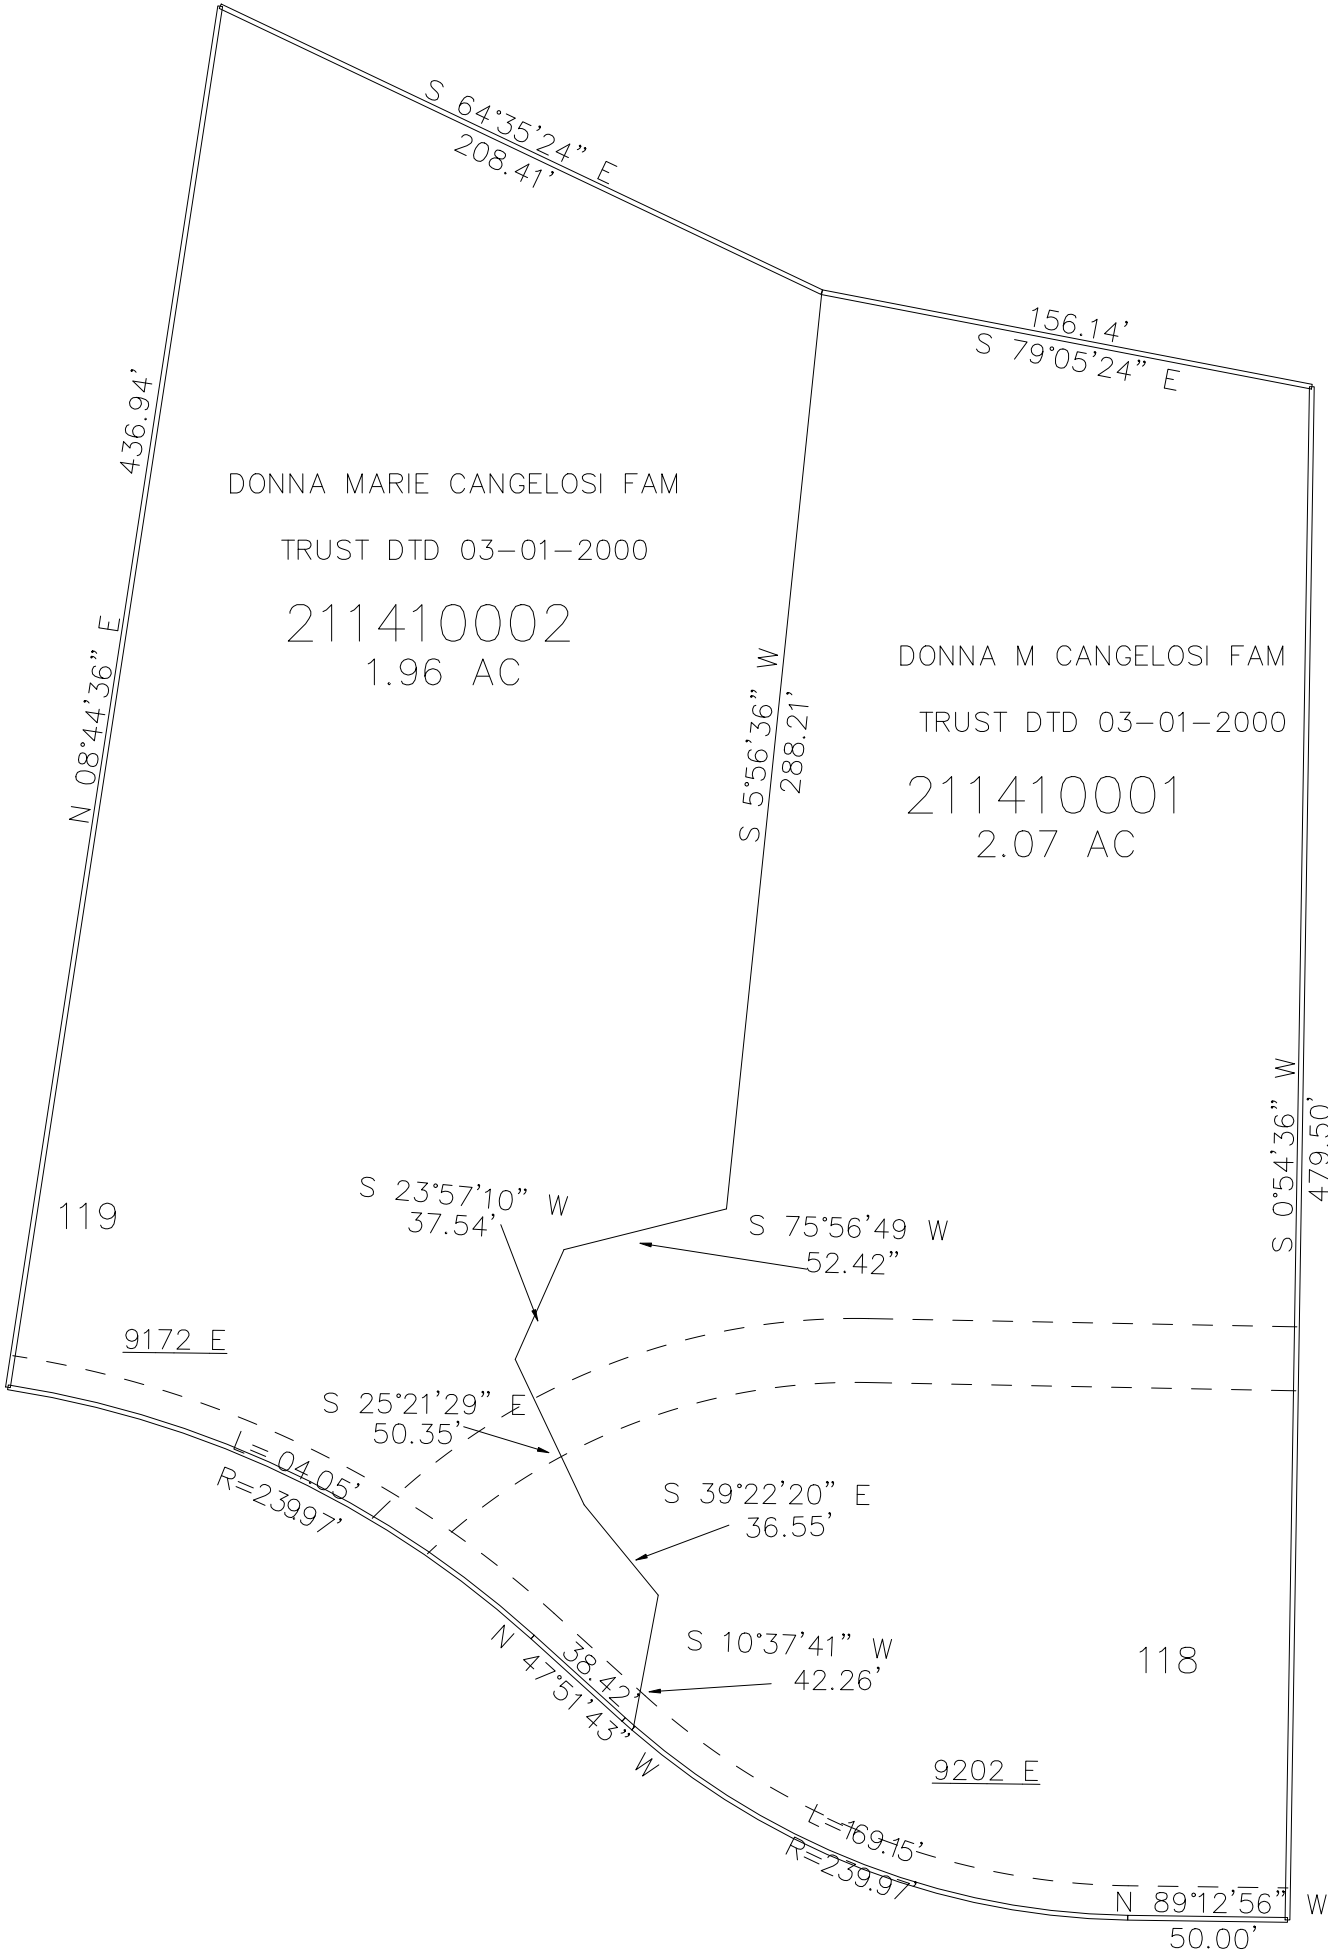 S 64°35'24" E
208.41'
156.14'
S 79°05'24" E
436.94'
N 08°44'36" E
DONNA MARIE CANGELOSI FAM
TRUST DTD 03-01-2000
211410002
1.96 AC
S 5°56'36" W
288.21'
DONNA M CANGELOSI FAM
TRUST DTD 03-01-2000
211410001
2.07 AC
S 0°54'36" W
479.50'
119
S 23°57'10" W
37.54'
S 75°56'49 W
52.42"
9172 E
S 25°21'29" E
50.35'
L= 04.05'
R=239.97'
S 39°22'20" E
36.55'
38.42'
N 47°51'43" W
S 10°37'41" W
42.26'
118
9202 E
L=169.15'
R=239.97'
N 89°12'56" W
50.00'